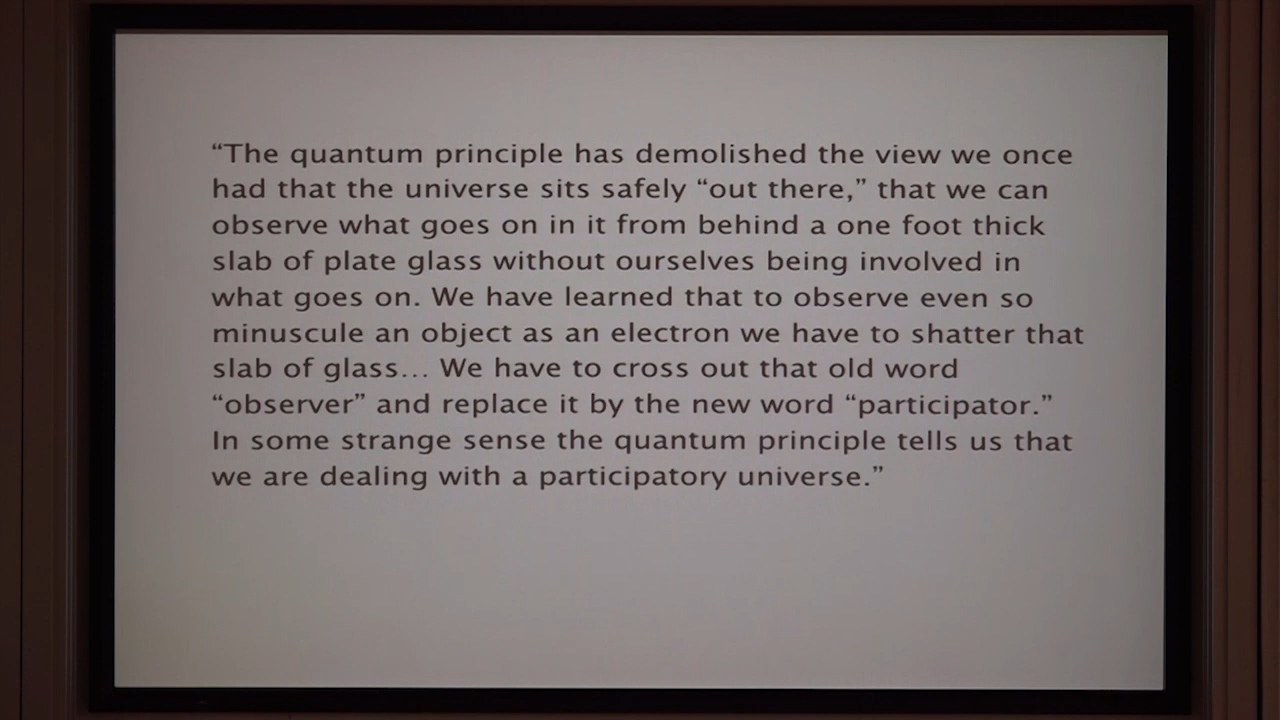 “The quantum principle has demolished the view we once
had that the universe sits safely “out there,” that we can
observe what goes on in it from behind a one foot thick
slab of plate glass without ourselves being involved in
what goes on. We have learned that to observe even so
minuscule an object as an electron we have to shatter that
slab of glass... We have to cross out that old word
“observer” and replace it by the new word “participator.”
In some strange sense the quantum principle tells us that
we are dealing with a participatory universe.”